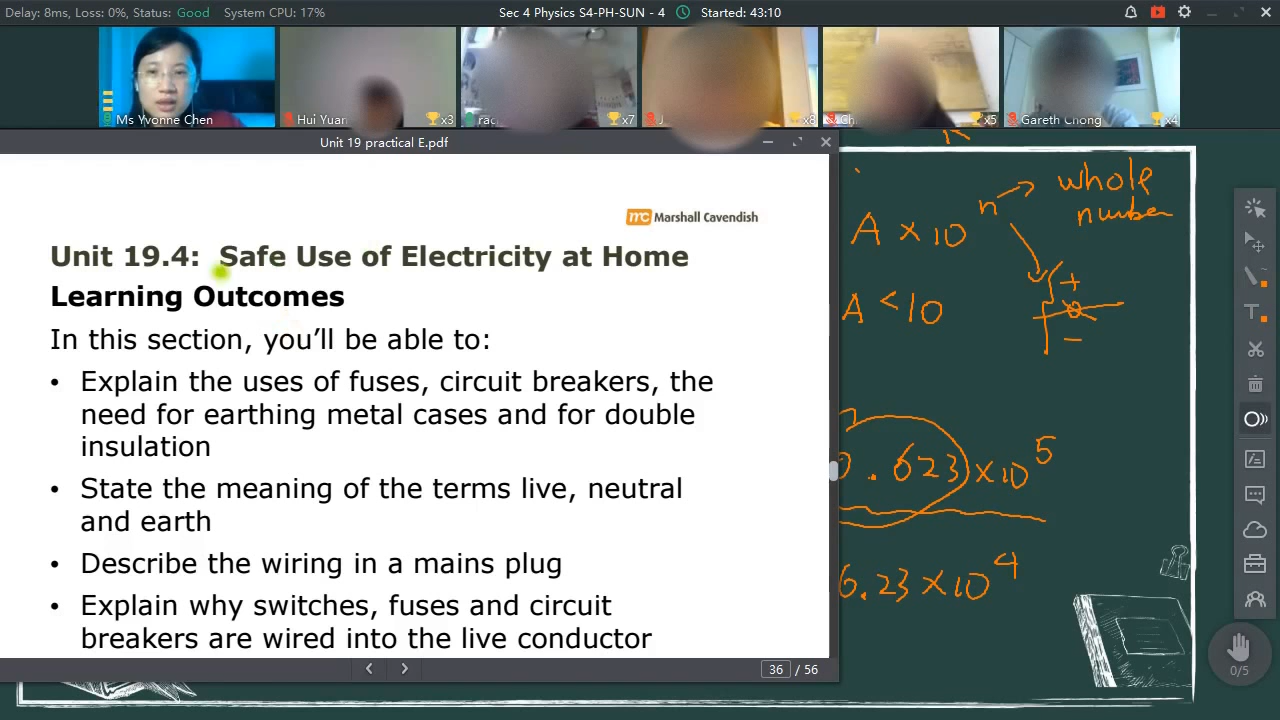 Delay: 8ms, Loss: 0%, Status: Good System CPU: 17%
Sec 4 Physics S4-PH-SUN - 4 Started: 43:10
Ms Yvonne Chen
Hui Yuan
x3
x7
x8
x5
Gareth Chong
x4
Unit 19 practical E.pdf
mc Marshall Cavendish
Unit 19.4: Safe Use of Electricity at Home
Learning Outcomes
In this section, you'll be able to:
• Explain the uses of fuses, circuit breakers, the
need for earthing metal cases and for double
insulation
• State the meaning of the terms live, neutral
and earth
• Describe the wiring in a mains plug
• Explain why switches, fuses and circuit
breakers are wired into the live conductor
36 / 56
A × 10 n → whole
number
+
0
−
A < 10
0.623 × 10 5
6.23 × 10 4
0/5